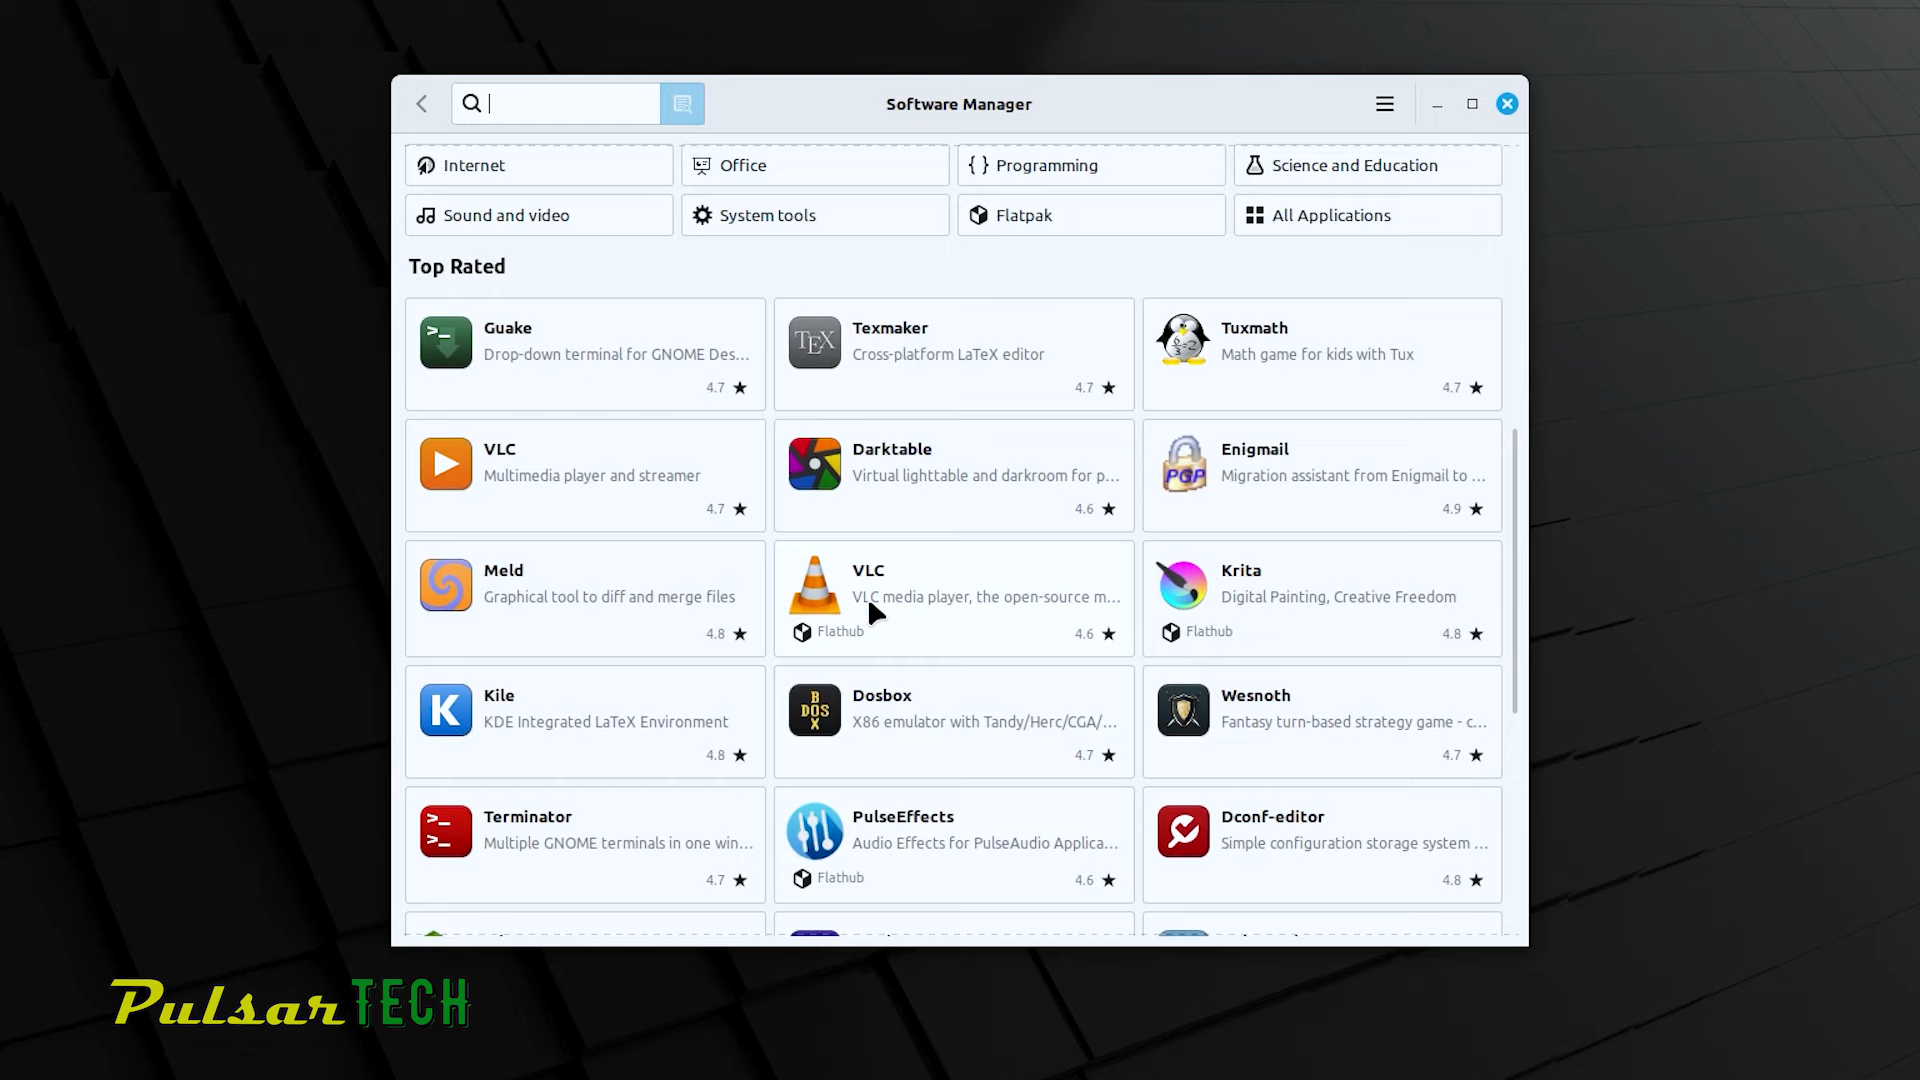 Software Manager
Internet
Office
{ } Programming
Science and Education
Sound and video
System tools
Flatpak
All Applications
Top Rated
Guake
Drop-down terminal for GNOME Des...
4.7 ★
TEX
Texmaker
Cross-platform LaTeX editor
4.7 ★
Tuxmath
Math game for kids with Tux
4.7 ★
VLC
Multimedia player and streamer
4.7 ★
Darktable
Virtual lighttable and darkroom for p...
4.6 ★
PGP
Enigmail
Migration assistant from Enigmail to ...
4.9 ★
Meld
Graphical tool to diff and merge files
4.8 ★
VLC
VLC media player, the open-source m...
Flathub
4.6 ★
Krita
Digital Painting, Creative Freedom
Flathub
4.8 ★
K
Kile
KDE Integrated LaTeX Environment
4.8 ★
B
DOS
X
Dosbox
X86 emulator with Tandy/Herc/CGA/...
4.7 ★
Wesnoth
Fantasy turn-based strategy game - c...
4.7 ★
Terminator
Multiple GNOME terminals in one win...
4.7 ★
PulseEffects
Audio Effects for PulseAudio Applica...
Flathub
4.6 ★
Dconf-editor
Simple configuration storage system ...
4.8 ★
PulsarTECH